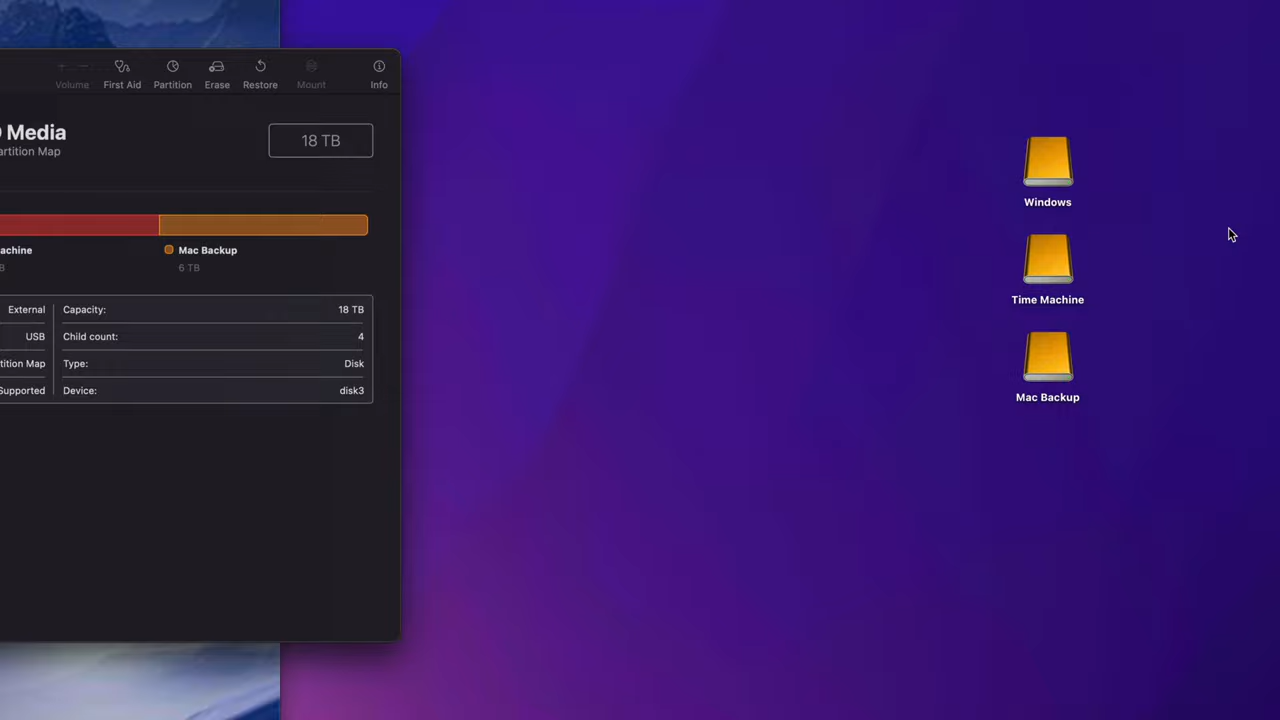 Volume First Aid Partition Erase Restore Mount Info
Media
artition Map
18 TB
achine
Mac Backup
B
6 TB
External Capacity: 18 TB
USB Child count: 4
tition Map Type: Disk
Supported Device: disk3
Windows
Time Machine
Mac Backup